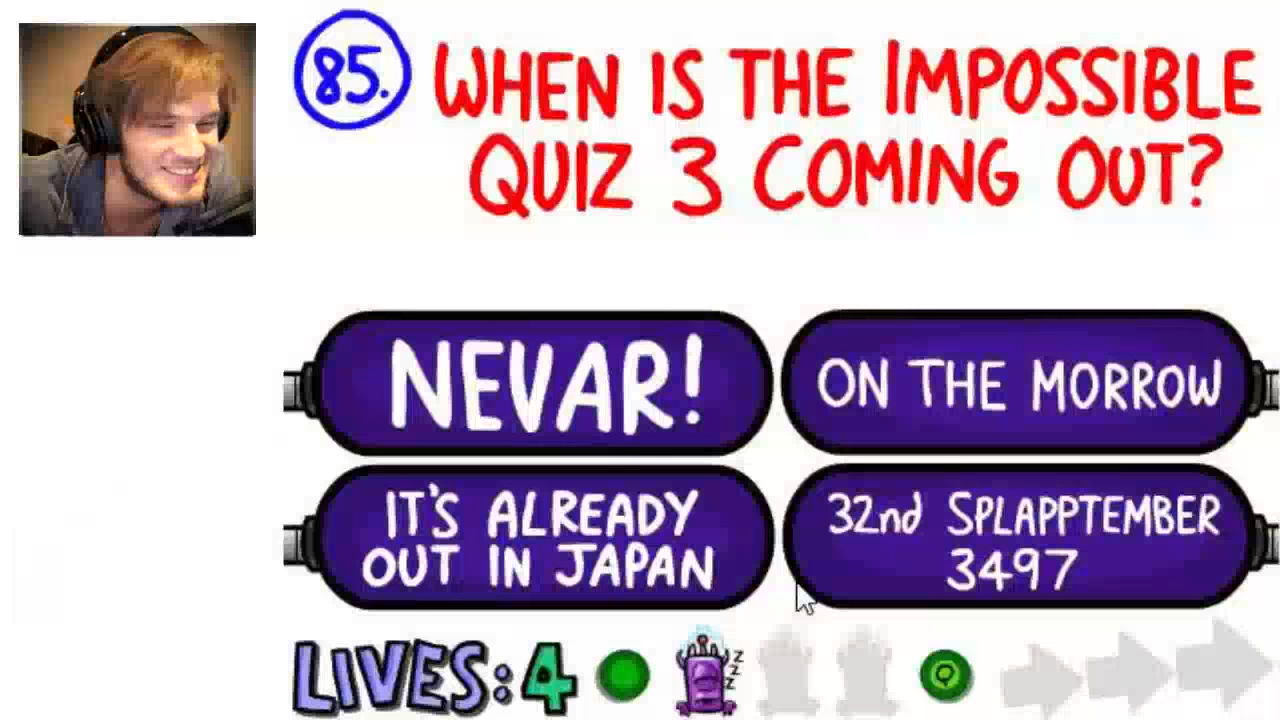 85. WHEN IS THE IMPOSSIBLE
QUIZ 3 COMING OUT?
NEVAR!
ON THE MORROW
IT'S ALREADY
OUT IN JAPAN
32nd SPLAPPTEMBER
3497
LIVES: 4
z
z
z